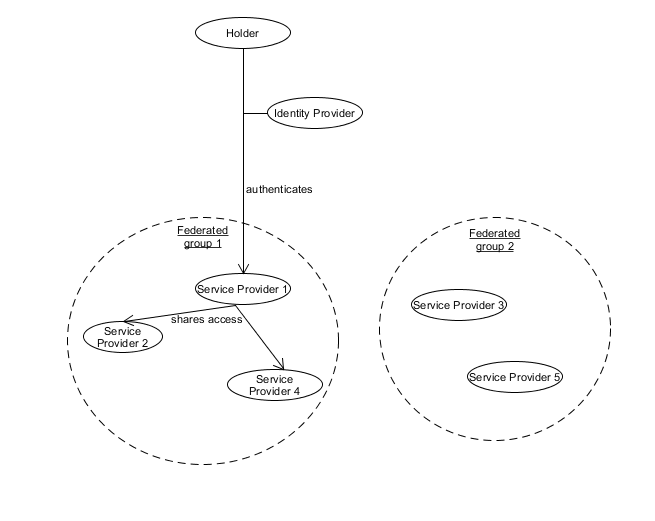 Holder
Identity Provider
authenticates
Federated
group 1
Federated
group 2
Service Provider 1
Service Provider 3
shares access
Service
Provider 2
Service
Provider 4
Service Provider 5